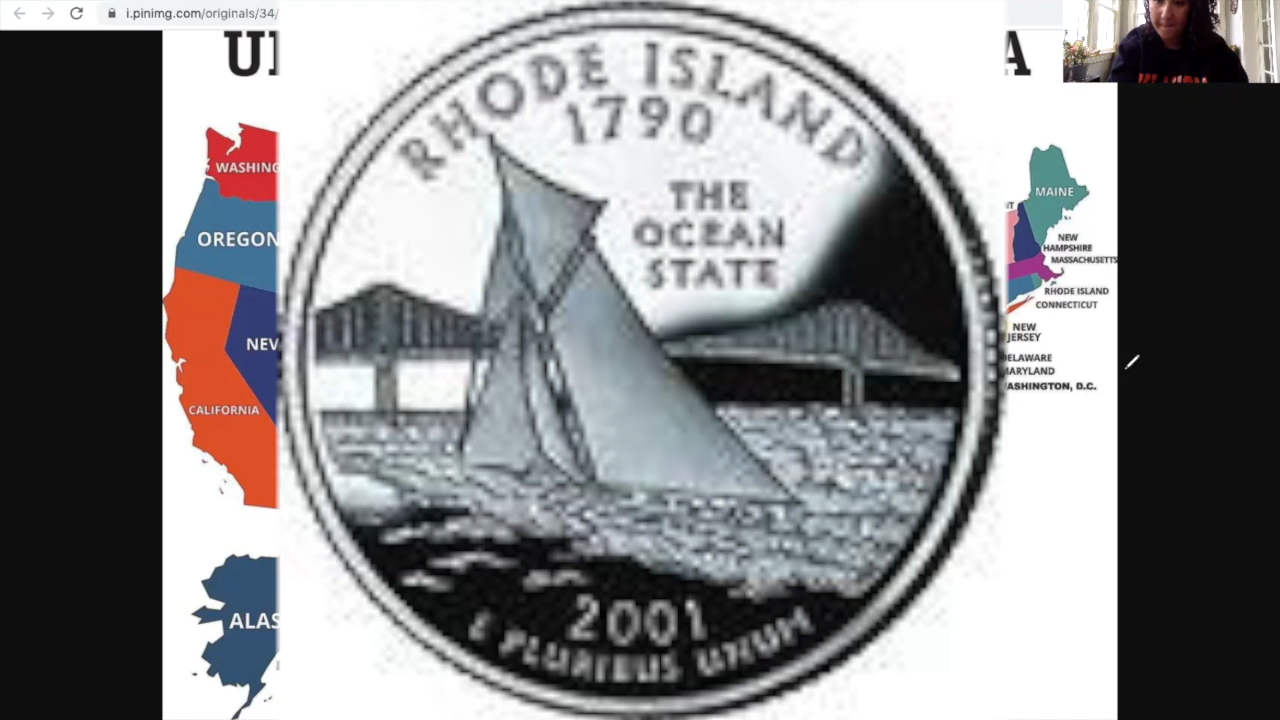 i.pinimg.com/originals/34/
RHODE ISLAND
1790
THE
OCEAN
STATE
2001
E PLURIBUS UNUM
WASHING
OREGON
NEV
CALIFORNIA
ALAS
MAINE
NEW
HAMPSHIRE
MASSACHUSETTS
RHODE ISLAND
CONNECTICUT
NEW
JERSEY
ELAWARE
MARYLAND
WASHINGTON, D.C.